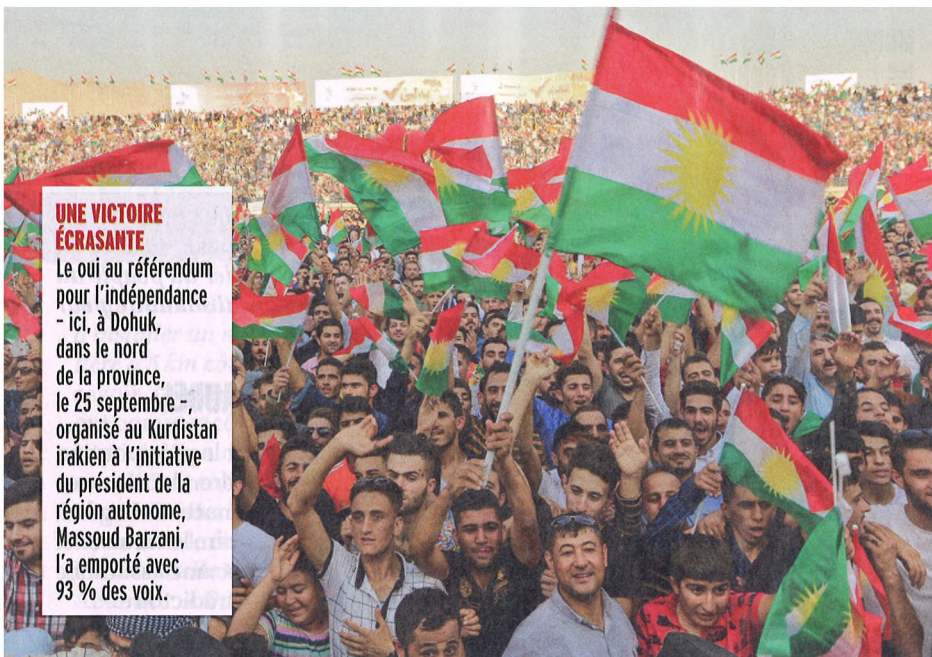 UNE VICTOIRE
ÉCRASANTE
Le oui au référendum
pour l'indépendance
– ici, à Dohuk,
dans le nord
de la province,
le 25 septembre –,
organisé au Kurdistan
irakien à l'initiative
du président de la
région autonome,
Massoud Barzani,
l'a emporté avec
93 % des voix.